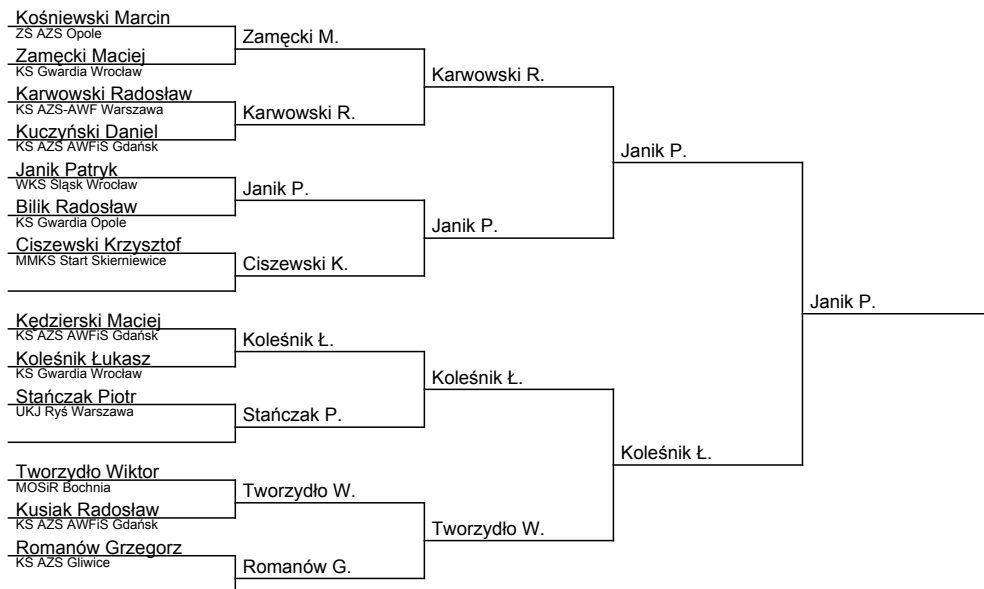 Kośniewski Marcin
ZS AZS Opole
Zamęcki Maciej
KS Gwardia Wrocław
Karwowski Radosław
KS AZS-AWF Warszawa
Kuczyński Daniel
KS AZS AWFiS Gdańsk
Janik Patryk
WKS Śląsk Wrocław
Bilik Radosław
KS Gwardia Opole
Ciszewski Krzysztof
MMKS Start Skierniewice
Kędzierski Maciej
KS AZS AWFiS Gdańsk
Koleśnik Łukasz
KS Gwardia Wrocław
Stańczak Piotr
UKJ Ryś Warszawa
Tworzydło Wiktor
MOSiR Bochnia
Kusiak Radosław
KS AZS AWFiS Gdańsk
Romanów Grzegorz
KS AZS Gliwice
Zamęcki M.
Karwowski R.
Janik P.
Ciszewski K.
Koleśnik Ł.
Stańczak P.
Tworzydło W.
Romanów G.
Karwowski R.
Janik P.
Koleśnik Ł.
Tworzydło W.
Janik P.
Koleśnik Ł.
Janik P.